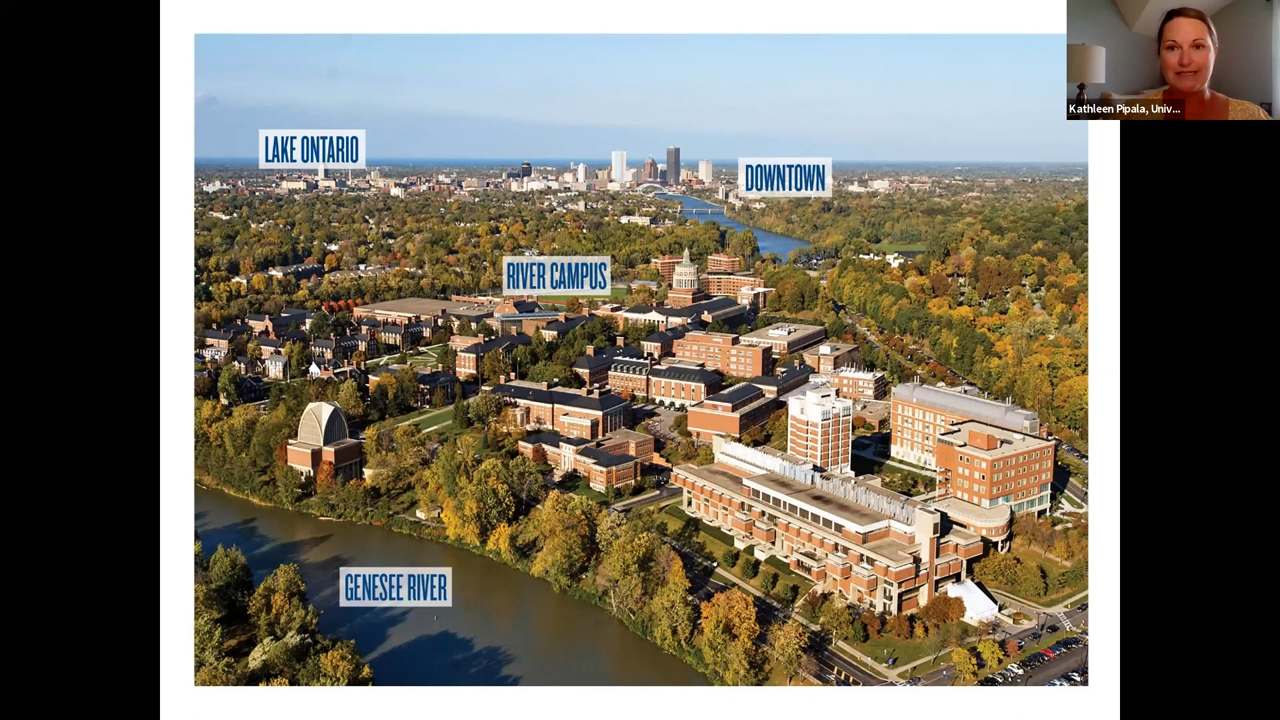 Kathleen Pipala, Univ...
LAKE ONTARIO
DOWNTOWN
RIVER CAMPUS
GENESEE RIVER